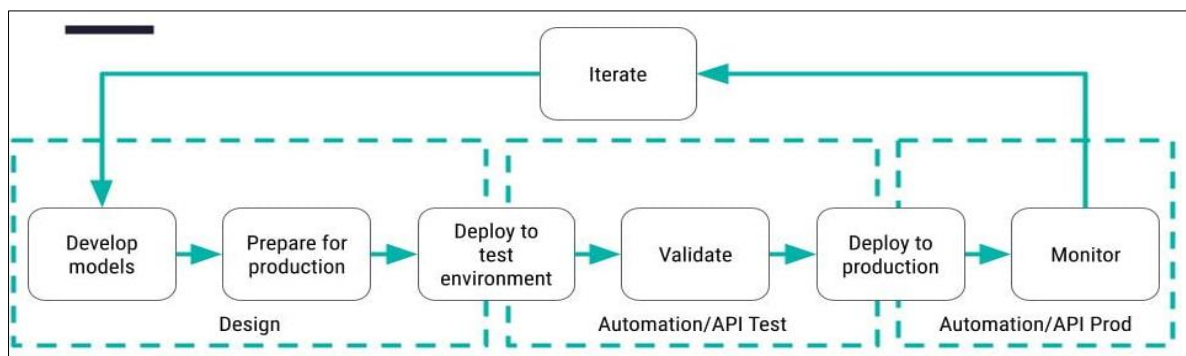 Iterate
Develop
models
Prepare for
production
Deploy to
test
environment
Validate
Deploy to
production
Monitor
Design
Automation/API Test
Automation/API Prod